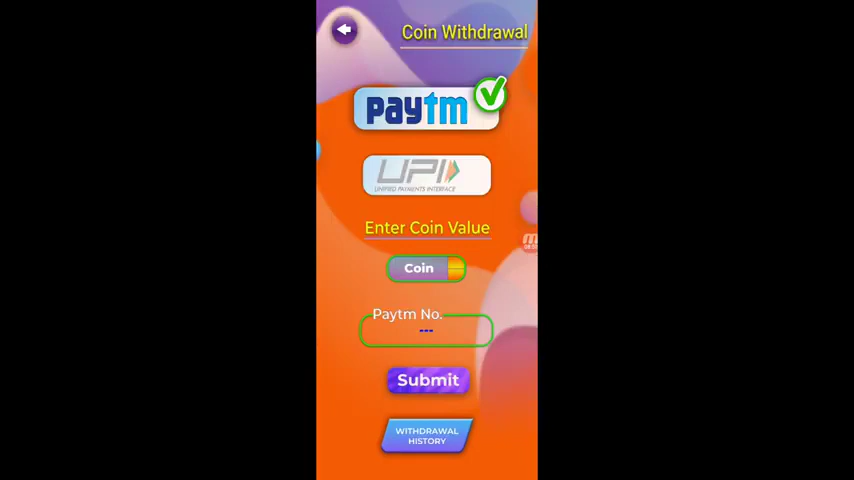 Coin Withdrawal
paytm
UPI
UNIFIED PAYMENTS INTERFACE
Enter Coin Value
Coin
Paytm No.
---
Submit
WITHDRAWAL
HISTORY